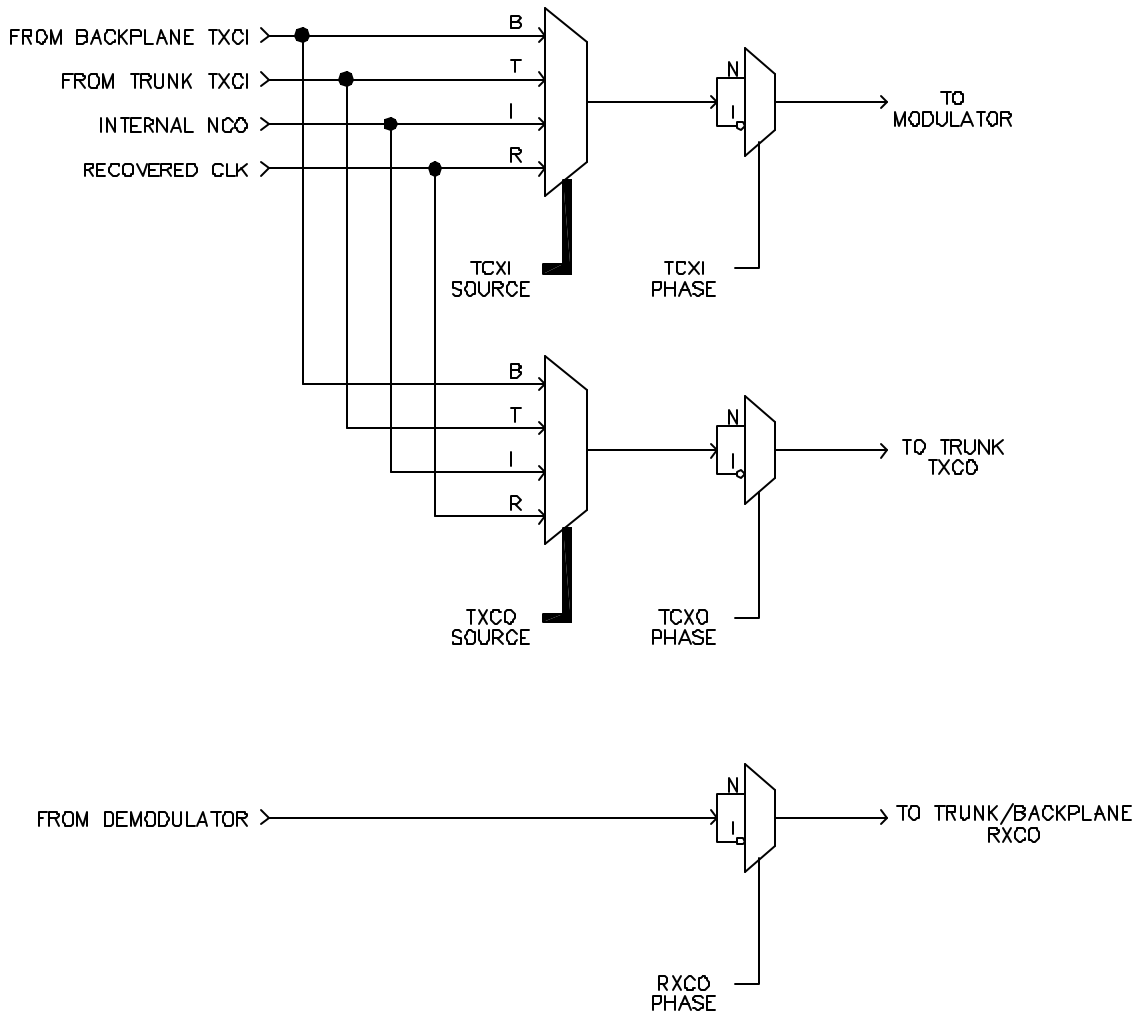 FROM BACKPLANE TXCI
B
FROM TRUNK TXCI
T
INTERNAL NCO
I
RECOVERED CLK
R
N
I
TO
MODULATOR
TCXI
SOURCE
TCXI
PHASE
B
T
I
R
N
I
TO TRUNK
TXCO
TXCO
SOURCE
TCXO
PHASE
FROM DEMODULATOR
N
I
TO TRUNK/BACKPLANE
RXCO
RXCO
PHASE